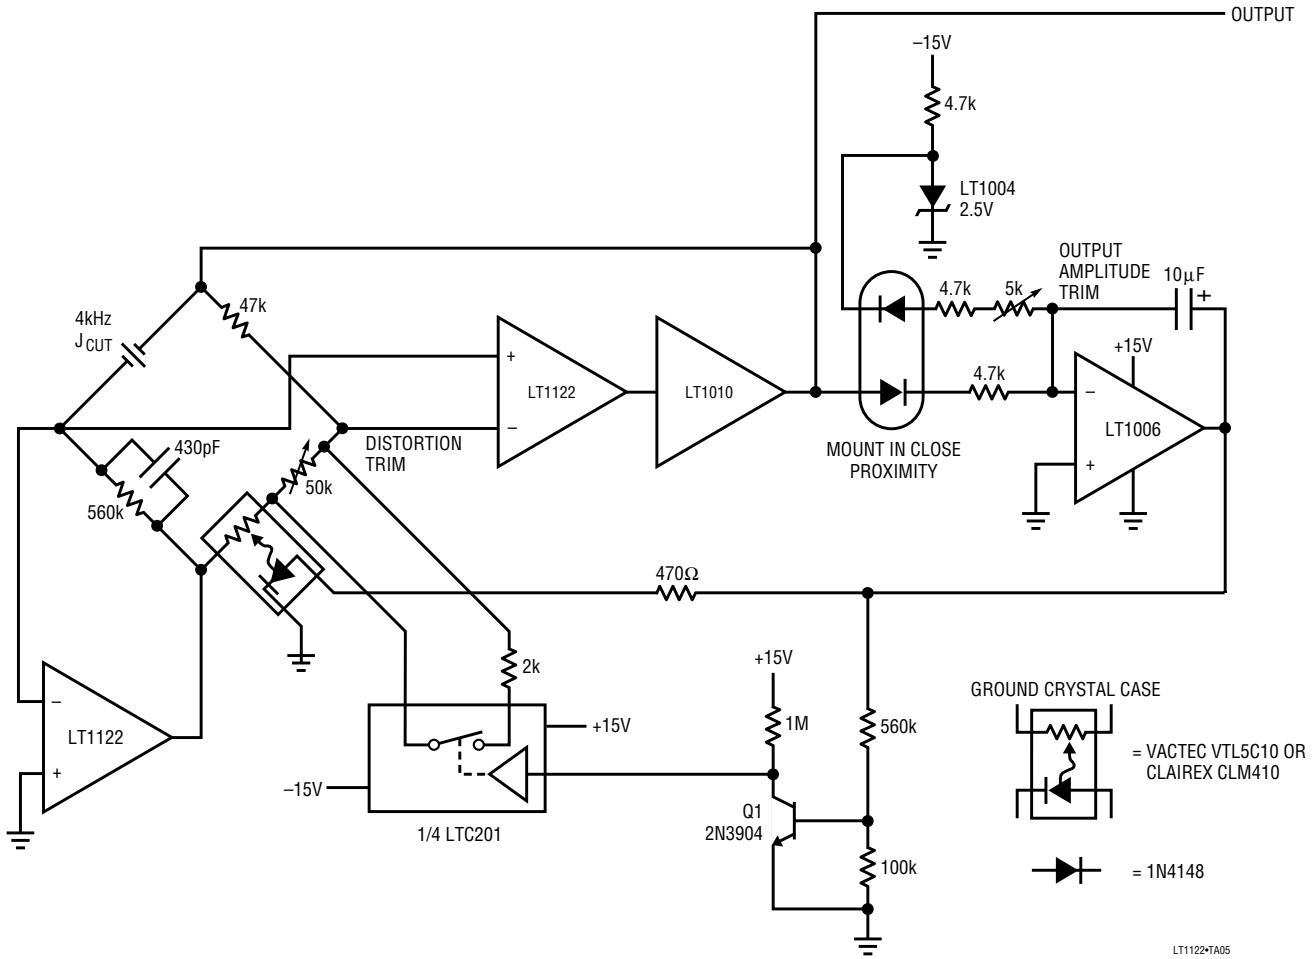 OUTPUT
–15V
4.7k
LT1004
2.5V
OUTPUT
AMPLITUDE
TRIM
10µF
+
4.7k
5k
47k
4kHz
JCUT
+
LT1122
–
LT1010
+15V
4.7k
–
LT1006
+
MOUNT IN CLOSE
PROXIMITY
DISTORTION
TRIM
430pF
50k
560k
470Ω
–
LT1122
+
2k
+15V
–15V
1/4 LTC201
+15V
1M
560k
Q1
2N3904
100k
GROUND CRYSTAL CASE
= VACTEC VTL5C10 OR
CLAIREX CLM410
= 1N4148
LT1122•TA05